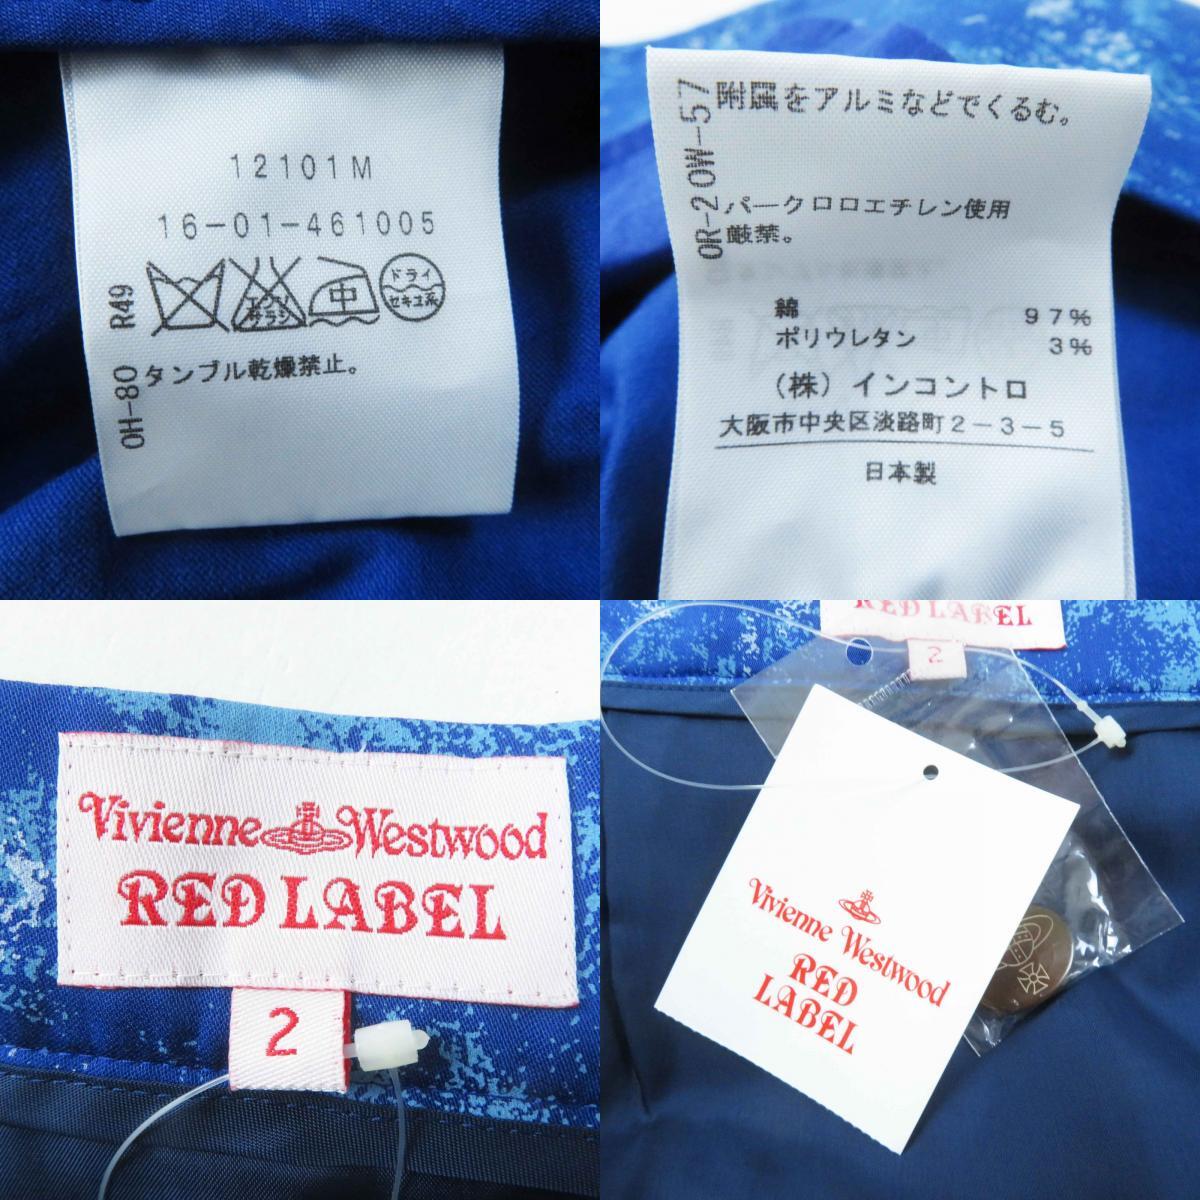 12101M
16-01-461005
エンソ
サラシ
中
ドライ
セキユ系
R49
OH-80
タンブル乾燥禁止。
OR-20W-57
附属をアルミなどでくるむ。
パークロロエチレン使用
厳禁。
綿 97%
ポリウレタン 3%
(株)インコントロ
大阪市中央区淡路町2-3-5
日本製
Vivienne Westwood
RED LABEL
2
RED LABEL
2
Vivienne Westwood
RED
LABEL